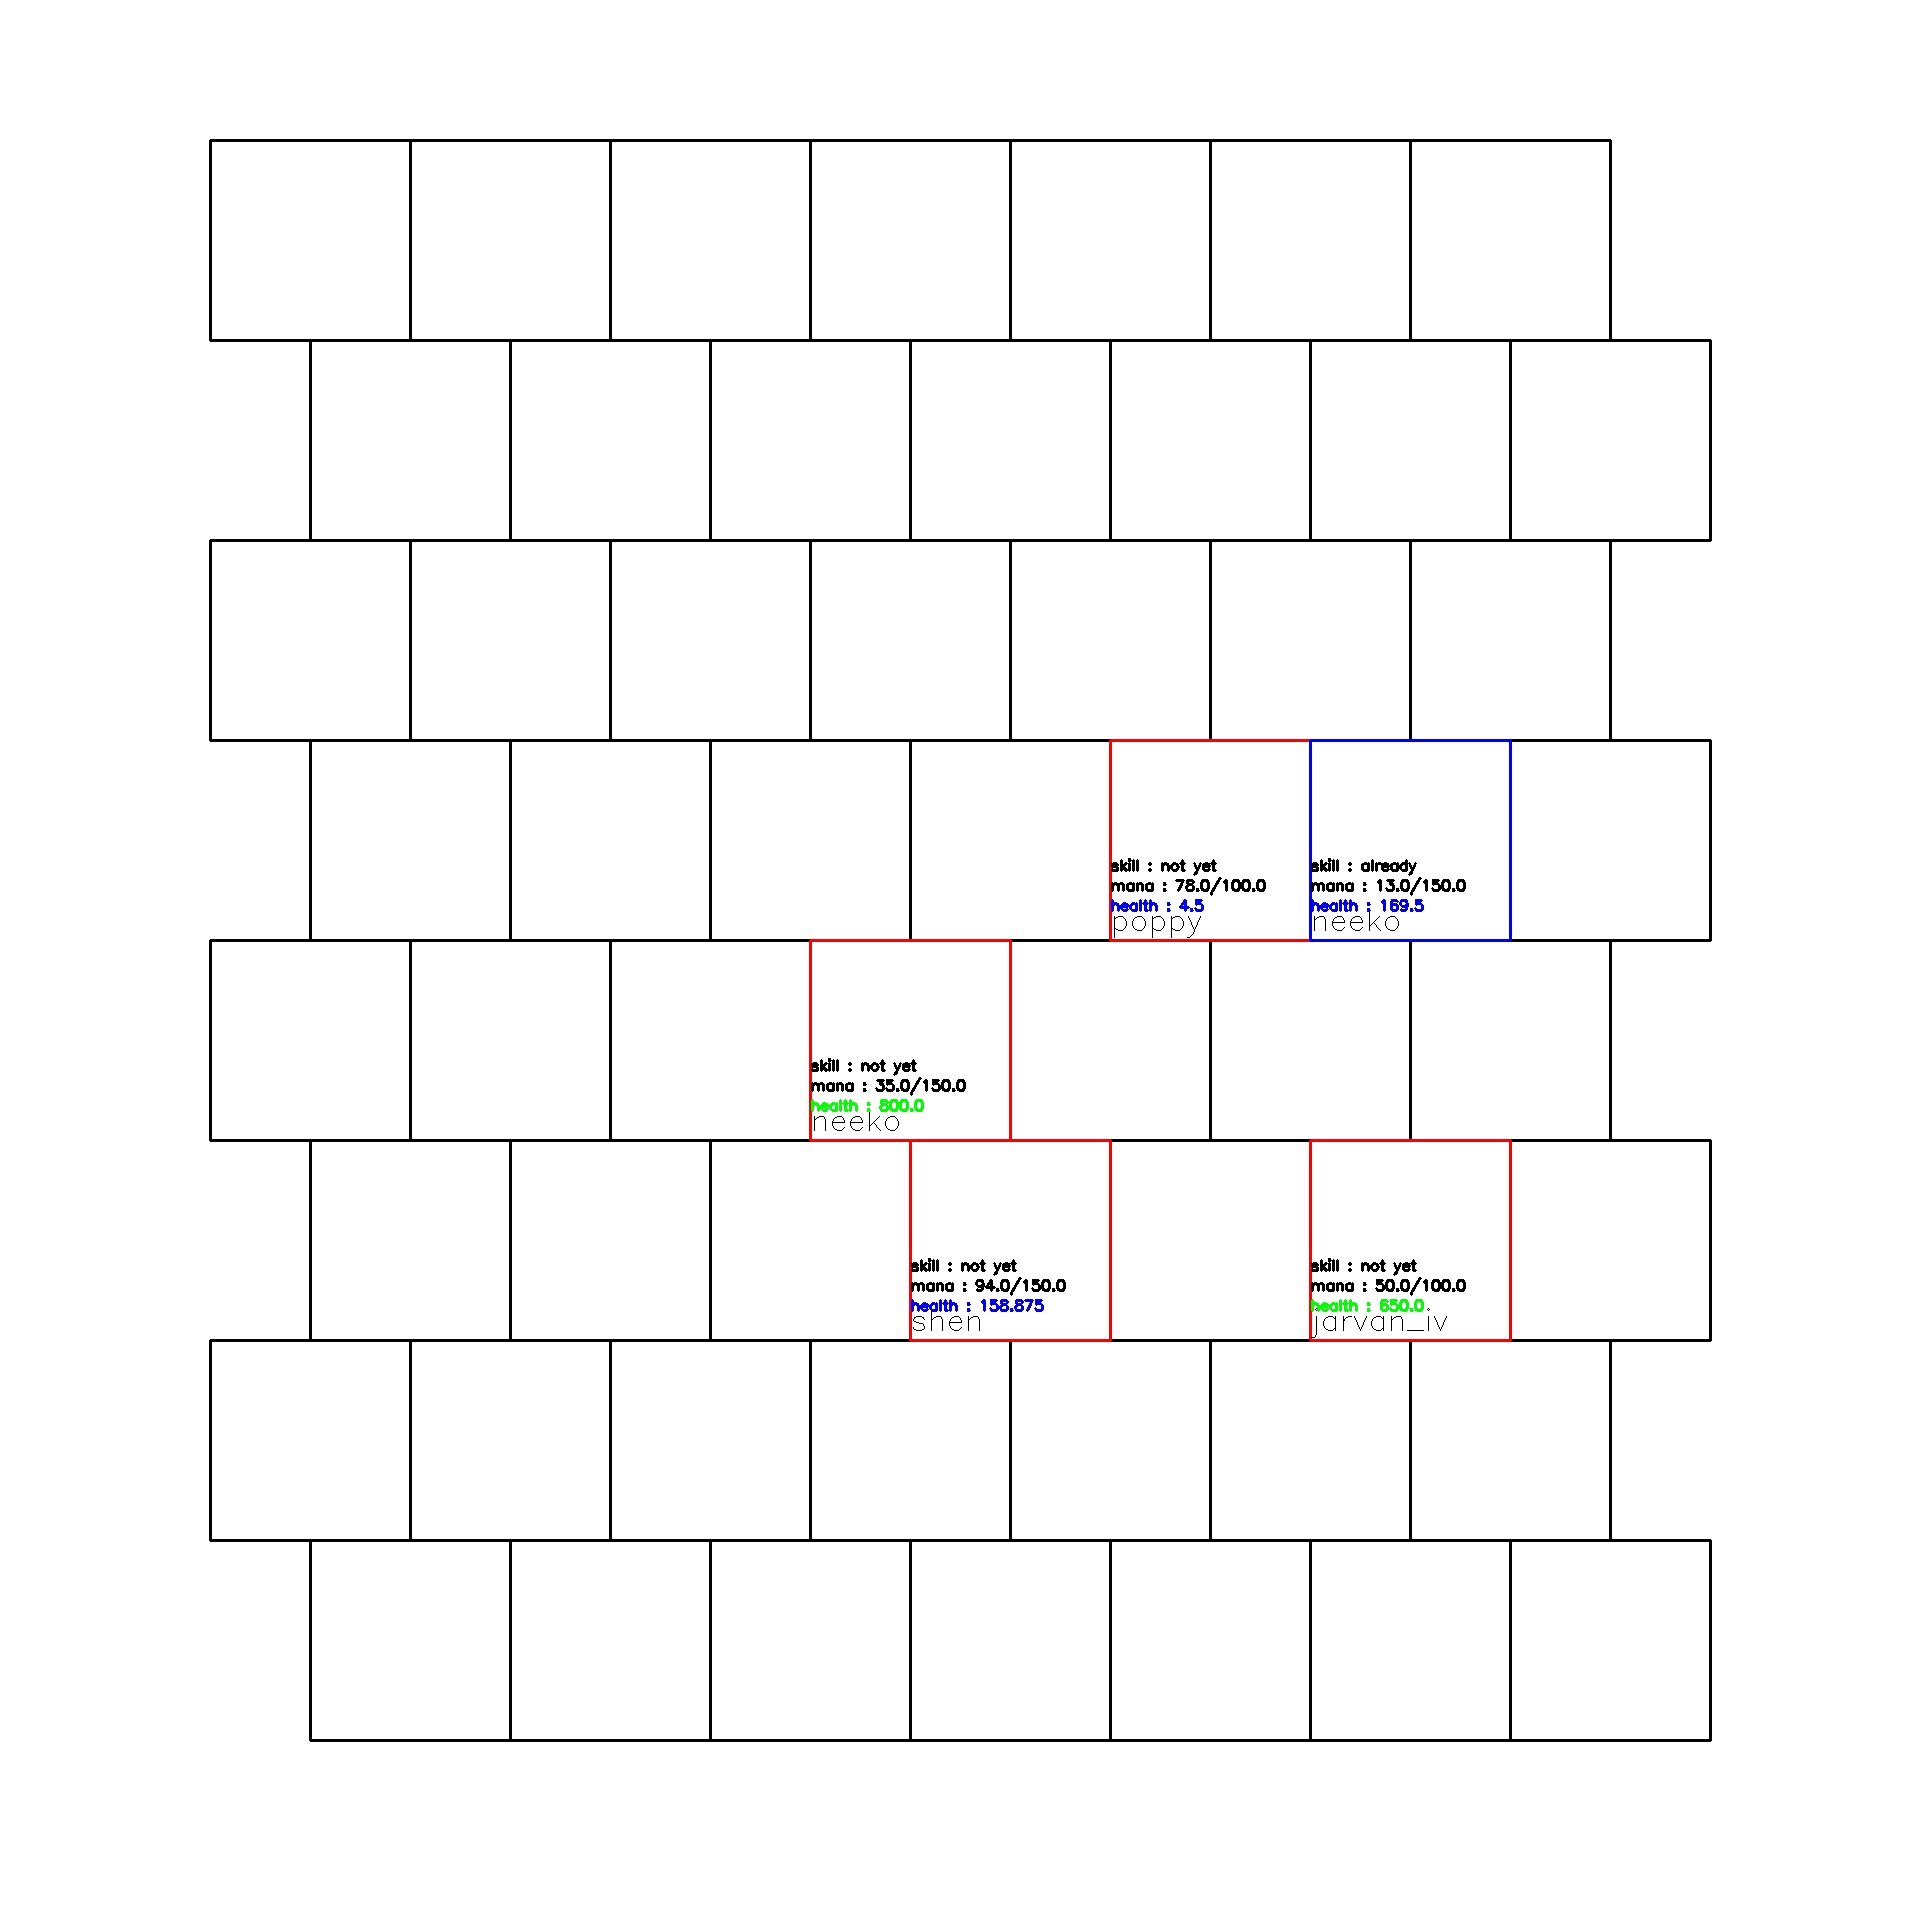 skill : not yet
mana : 78.0/100.0
health : 4.5
poppy
skill : already
mana : 13.0/150.0
health : 169.5
neeko
skill : not yet
mana : 35.0/150.0
health : 800.0
neeko
skill : not yet
mana : 94.0/150.0
health : 158.875
shen
skill : not yet
mana : 50.0/100.0
health : 650.0
jarvan_iv